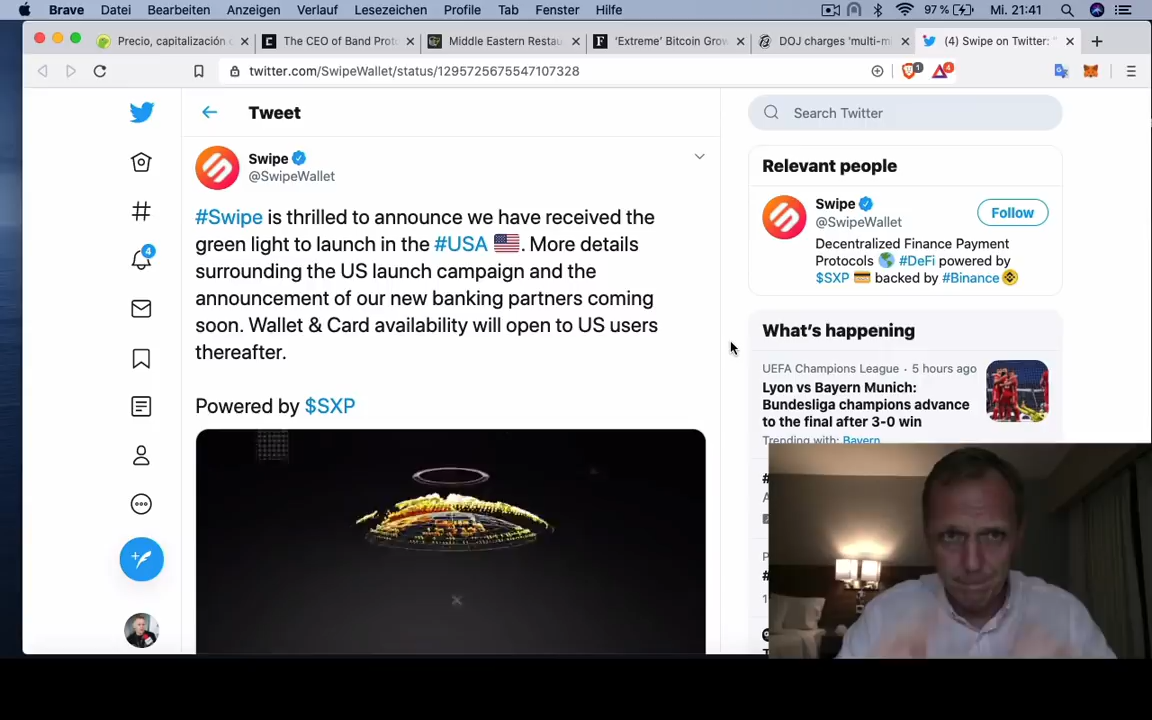 Brave Datei Bearbeiten Anzeigen Verlauf Lesezeichen Profile Tab Fenster Hilfe 97 % Mi. 21:41
Precio, capitalización The CEO of Band Prot Middle Eastern Restau 'Extreme' Bitcoin Grow DOJ charges 'multi-m (4) Swipe on Twitter: "
twitter.com/SwipeWallet/status/1295725675547107328 1 4
Tweet
Swipe
@SwipeWallet
#Swipe is thrilled to announce we have received the
green light to launch in the #USA 🇺🇸. More details
surrounding the US launch campaign and the
announcement of our new banking partners coming
soon. Wallet & Card availability will open to US users
thereafter.
Powered by $SXP
4
Search Twitter
Relevant people
Swipe
@SwipeWallet
Follow
Decentralized Finance Payment
Protocols 🌎 #DeFi powered by
$SXP 💳 backed by #Binance
What's happening
UEFA Champions League · 5 hours ago
Lyon vs Bayern Munich:
Bundesliga champions advance
to the final after 3-0 win
Trending with: Bayern